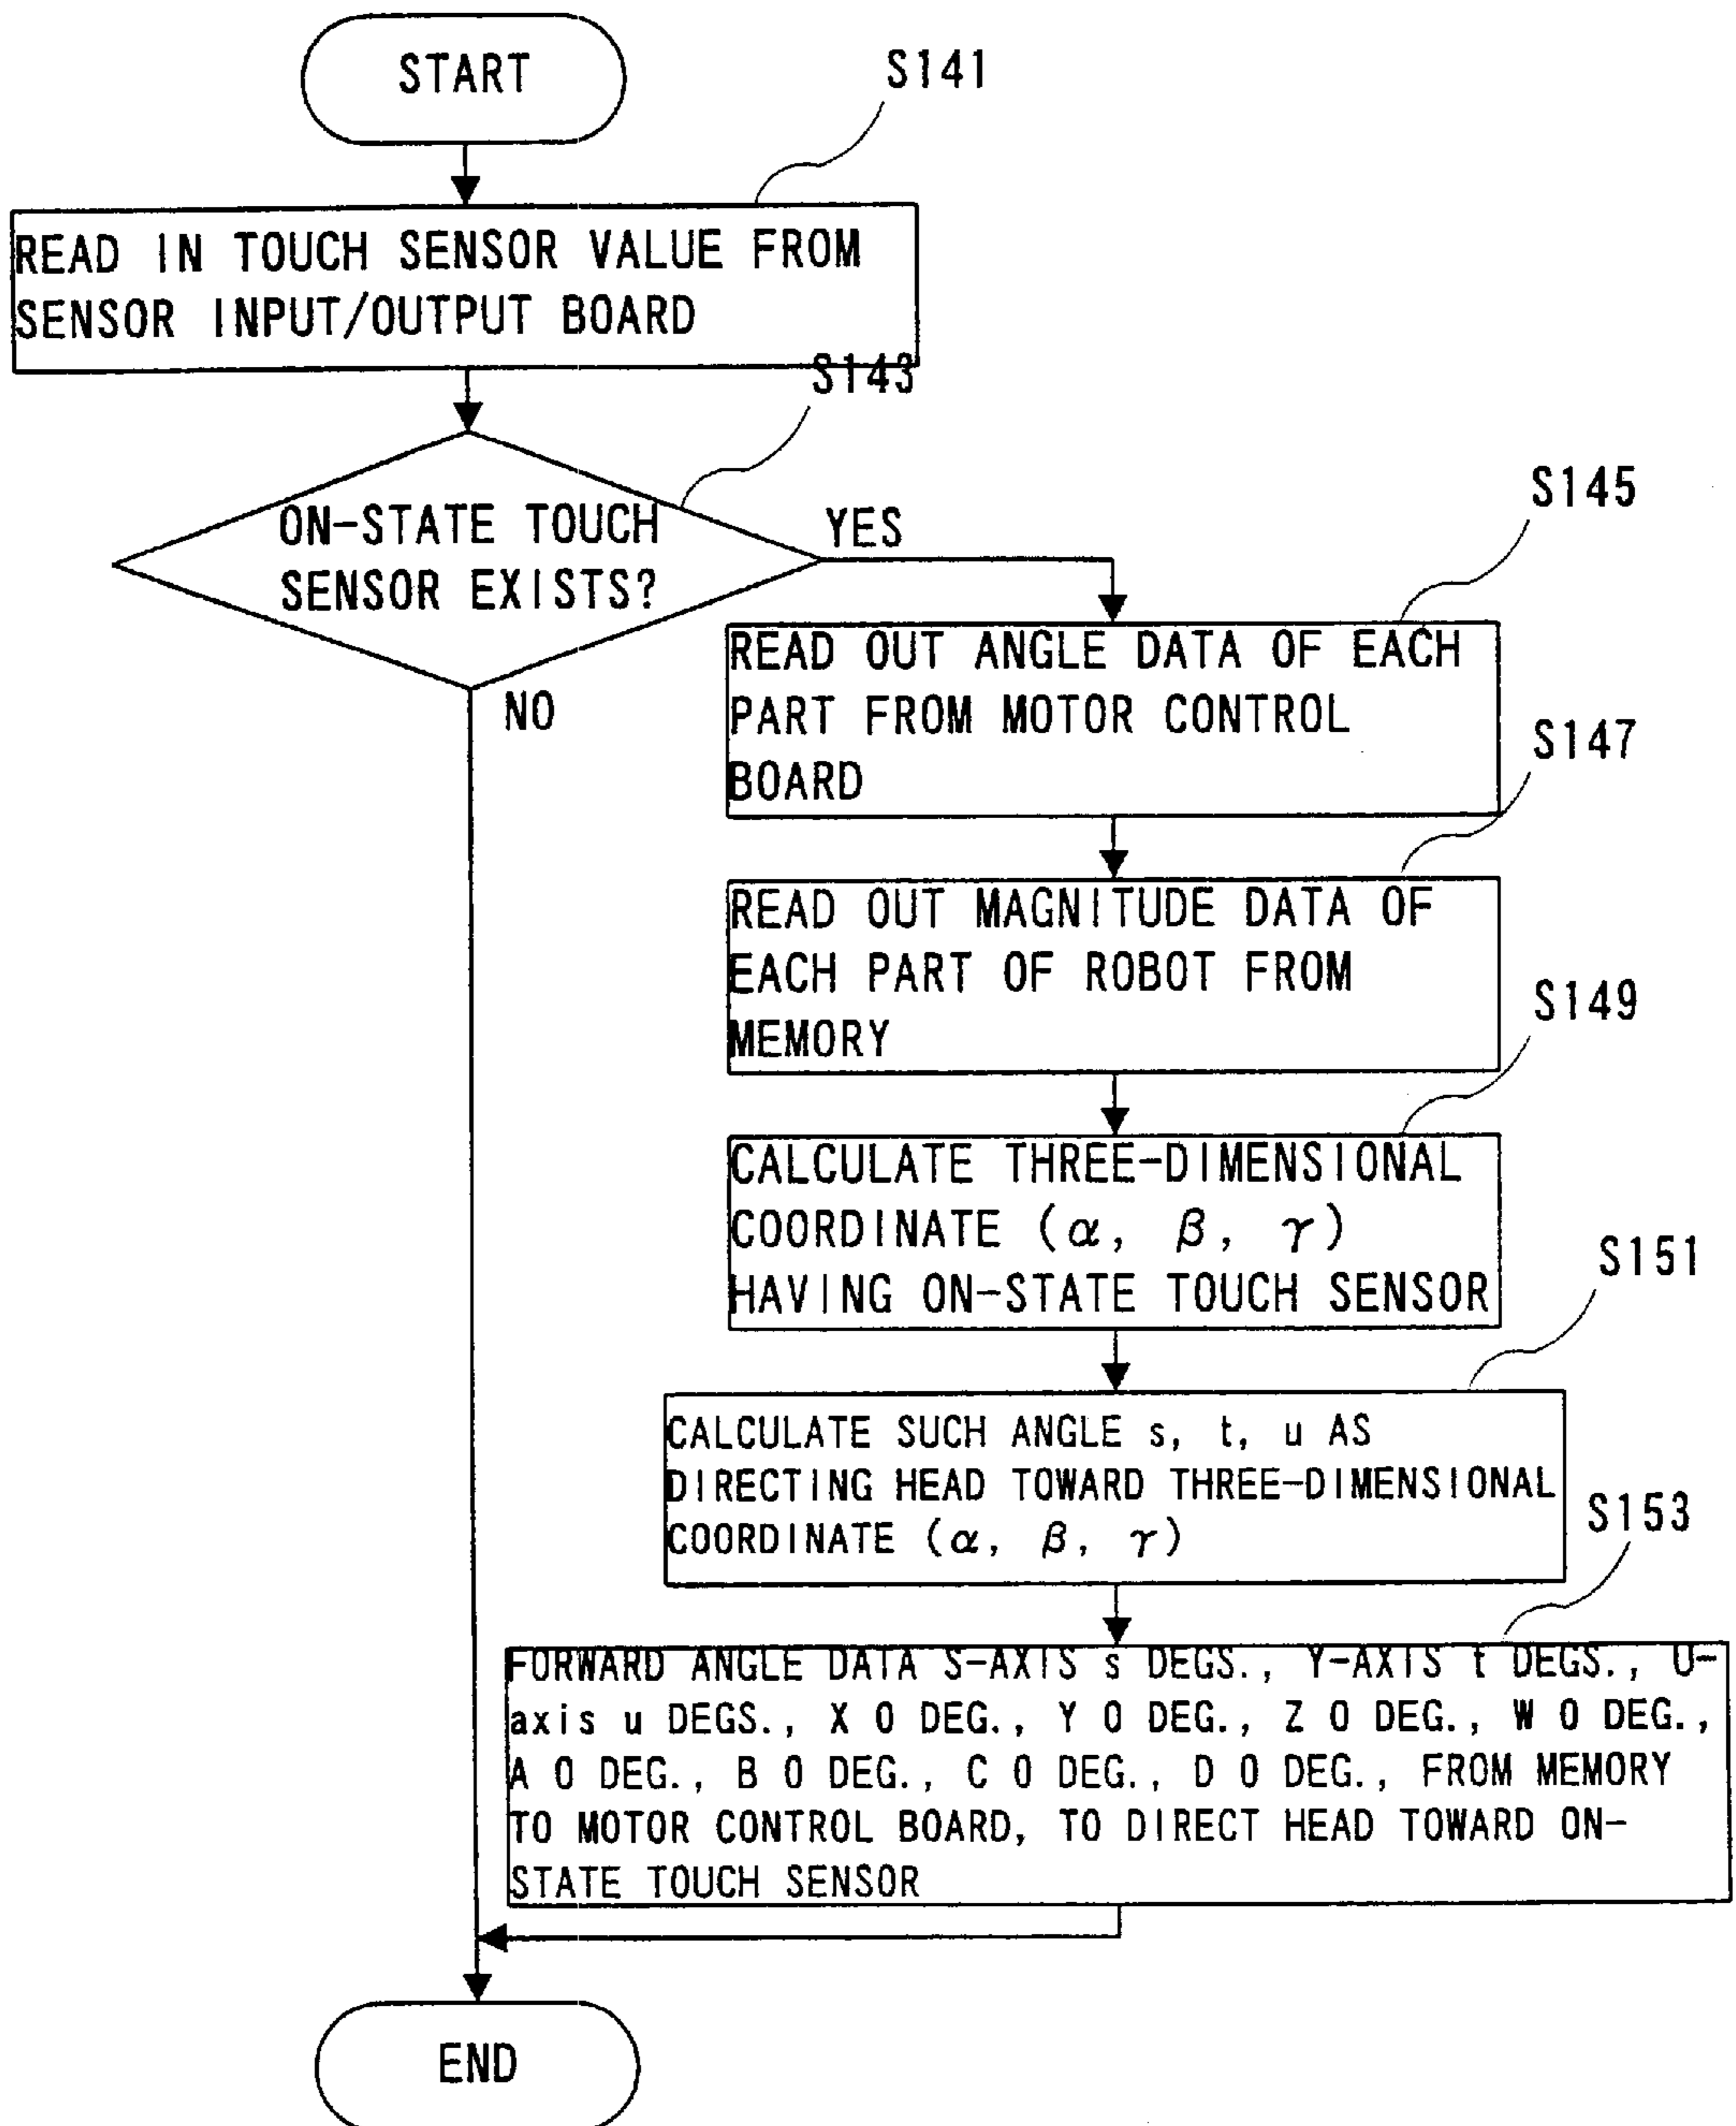 START
S141
READ IN TOUCH SENSOR VALUE FROM
SENSOR INPUT/OUTPUT BOARD
S143
ON-STATE TOUCH
SENSOR EXISTS?
YES
NO
S145
READ OUT ANGLE DATA OF EACH
PART FROM MOTOR CONTROL
BOARD
S147
READ OUT MAGNITUDE DATA OF
EACH PART OF ROBOT FROM
MEMORY
S149
CALCULATE THREE-DIMENSIONAL
COORDINATE (α, β, γ)
HAVING ON-STATE TOUCH SENSOR
S151
CALCULATE SUCH ANGLE s, t, u AS
DIRECTING HEAD TOWARD THREE-DIMENSIONAL
COORDINATE (α, β, γ)
S153
FORWARD ANGLE DATA S-AXIS s DEGS., Y-AXIS t DEGS., U-
axis u DEGS., X 0 DEG., Y 0 DEG., Z 0 DEG., W 0 DEG.,
A 0 DEG., B 0 DEG., C 0 DEG., D 0 DEG., FROM MEMORY
TO MOTOR CONTROL BOARD, TO DIRECT HEAD TOWARD ON-
STATE TOUCH SENSOR
END